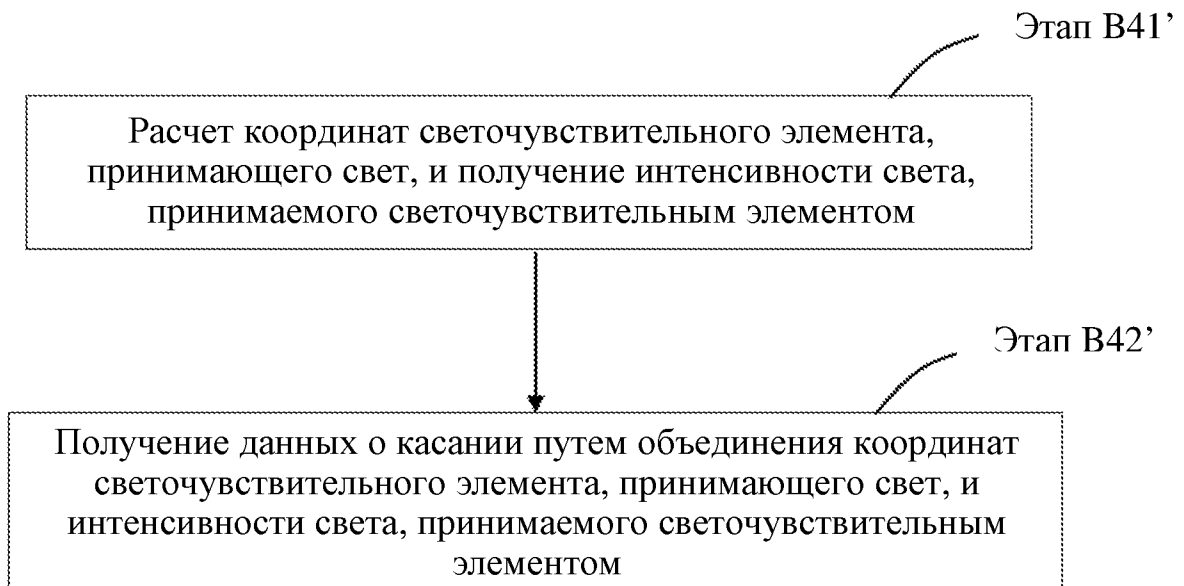 Этап B41’
Расчет координат светочувствительного элемента,
принимающего свет, и получение интенсивности света,
принимаемого светочувствительным элементом
Этап B42’
Получение данных о касании путем объединения координат
светочувствительного элемента, принимающего свет, и
интенсивности света, принимаемого светочувствительным
элементом